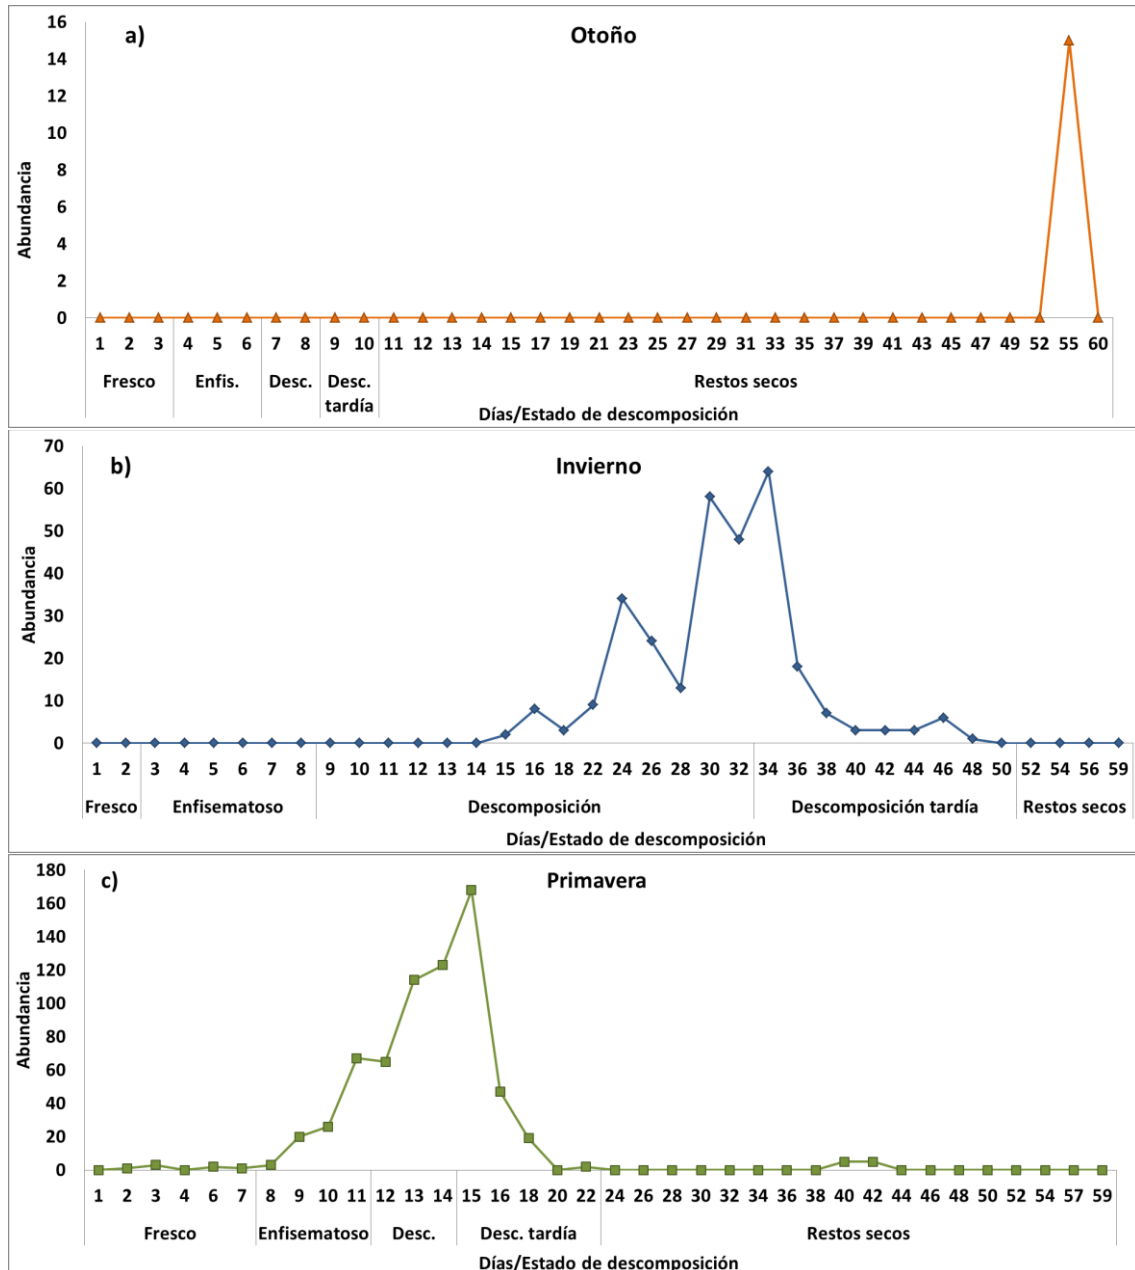 a) Otoño
Abundancia
16
14
12
10
8
6
4
2
0
1 2 3 4 5 6 7 8 9 10 11 12 13 14 15 17 19 21 23 25 27 29 31 33 35 37 39 41 43 45 47 49 52 55 60
Fresco Enfis. Desc. Desc. tardía Restos secos
Días/Estado de descomposición
b) Invierno
Abundancia
70
60
50
40
30
20
10
0
1 2 3 4 5 6 7 8 9 10 11 12 13 14 15 16 18 22 24 26 28 30 32 34 36 38 40 42 44 46 48 50 52 54 56 59
Fresco Enfisematoso Descomposición Descomposición tardía Restos secos
Días/Estado de descomposición
c) Primavera
Abundancia
180
160
140
120
100
80
60
40
20
0
1 2 3 4 6 7 8 9 10 11 12 13 14 15 16 18 20 22 24 26 28 30 32 34 36 38 40 42 44 46 48 50 52 54 57 59
Fresco Enfisematoso Desc. Desc. tardía Restos secos
Días/Estado de descomposición